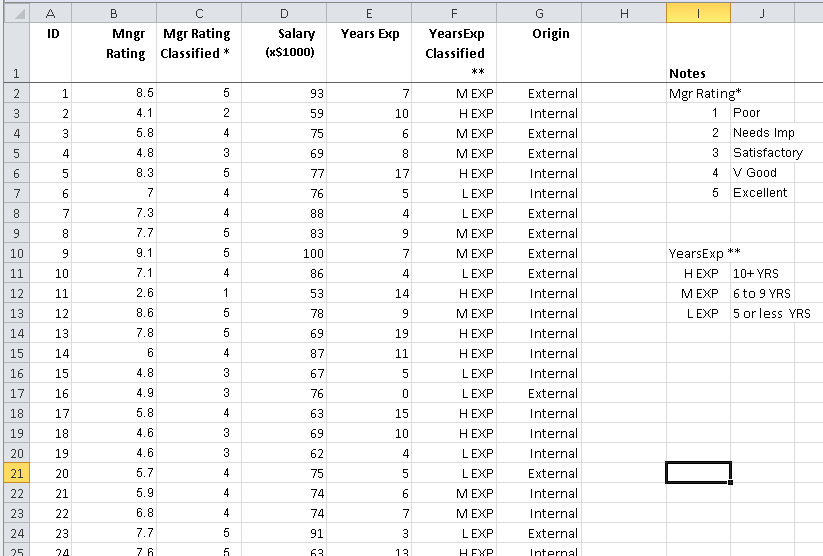 A B C D E F G H I J
ID Mngr Mgr Rating Salary Years Exp YearsExp Origin
Rating Classified * (x$1000) Classified
1 ** Notes
2 1 8.5 5 93 7 M EXP External Mgr Rating*
3 2 4.1 2 59 10 H EXP Internal 1 Poor
4 3 5.8 4 75 6 M EXP External 2 Needs Imp
5 4 4.8 3 69 8 M EXP External 3 Satisfactory
6 5 8.3 5 77 17 H EXP Internal 4 V Good
7 6 7 4 76 5 L EXP Internal 5 Excellent
8 7 7.3 4 88 4 L EXP External
9 8 7.7 5 83 9 M EXP External
10 9 9.1 5 100 7 M EXP External YearsExp **
11 10 7.1 4 86 4 L EXP External H EXP 10+ YRS
12 11 2.6 1 53 14 H EXP Internal M EXP 6 to 9 YRS
13 12 8.6 5 78 9 M EXP Internal L EXP 5 or less YRS
14 13 7.8 5 69 19 H EXP Internal
15 14 6 4 87 11 H EXP Internal
16 15 4.8 3 67 5 L EXP Internal
17 16 4.9 3 76 0 L EXP External
18 17 5.8 4 63 15 H EXP Internal
19 18 4.6 3 69 10 H EXP Internal
20 19 4.6 3 62 4 L EXP Internal
21 20 5.7 4 75 5 L EXP External
22 21 5.9 4 74 6 M EXP Internal
23 22 6.8 4 74 7 M EXP Internal
24 23 7.7 5 91 3 L EXP External
25 24 7.6 5 63 13 H EXP Internal